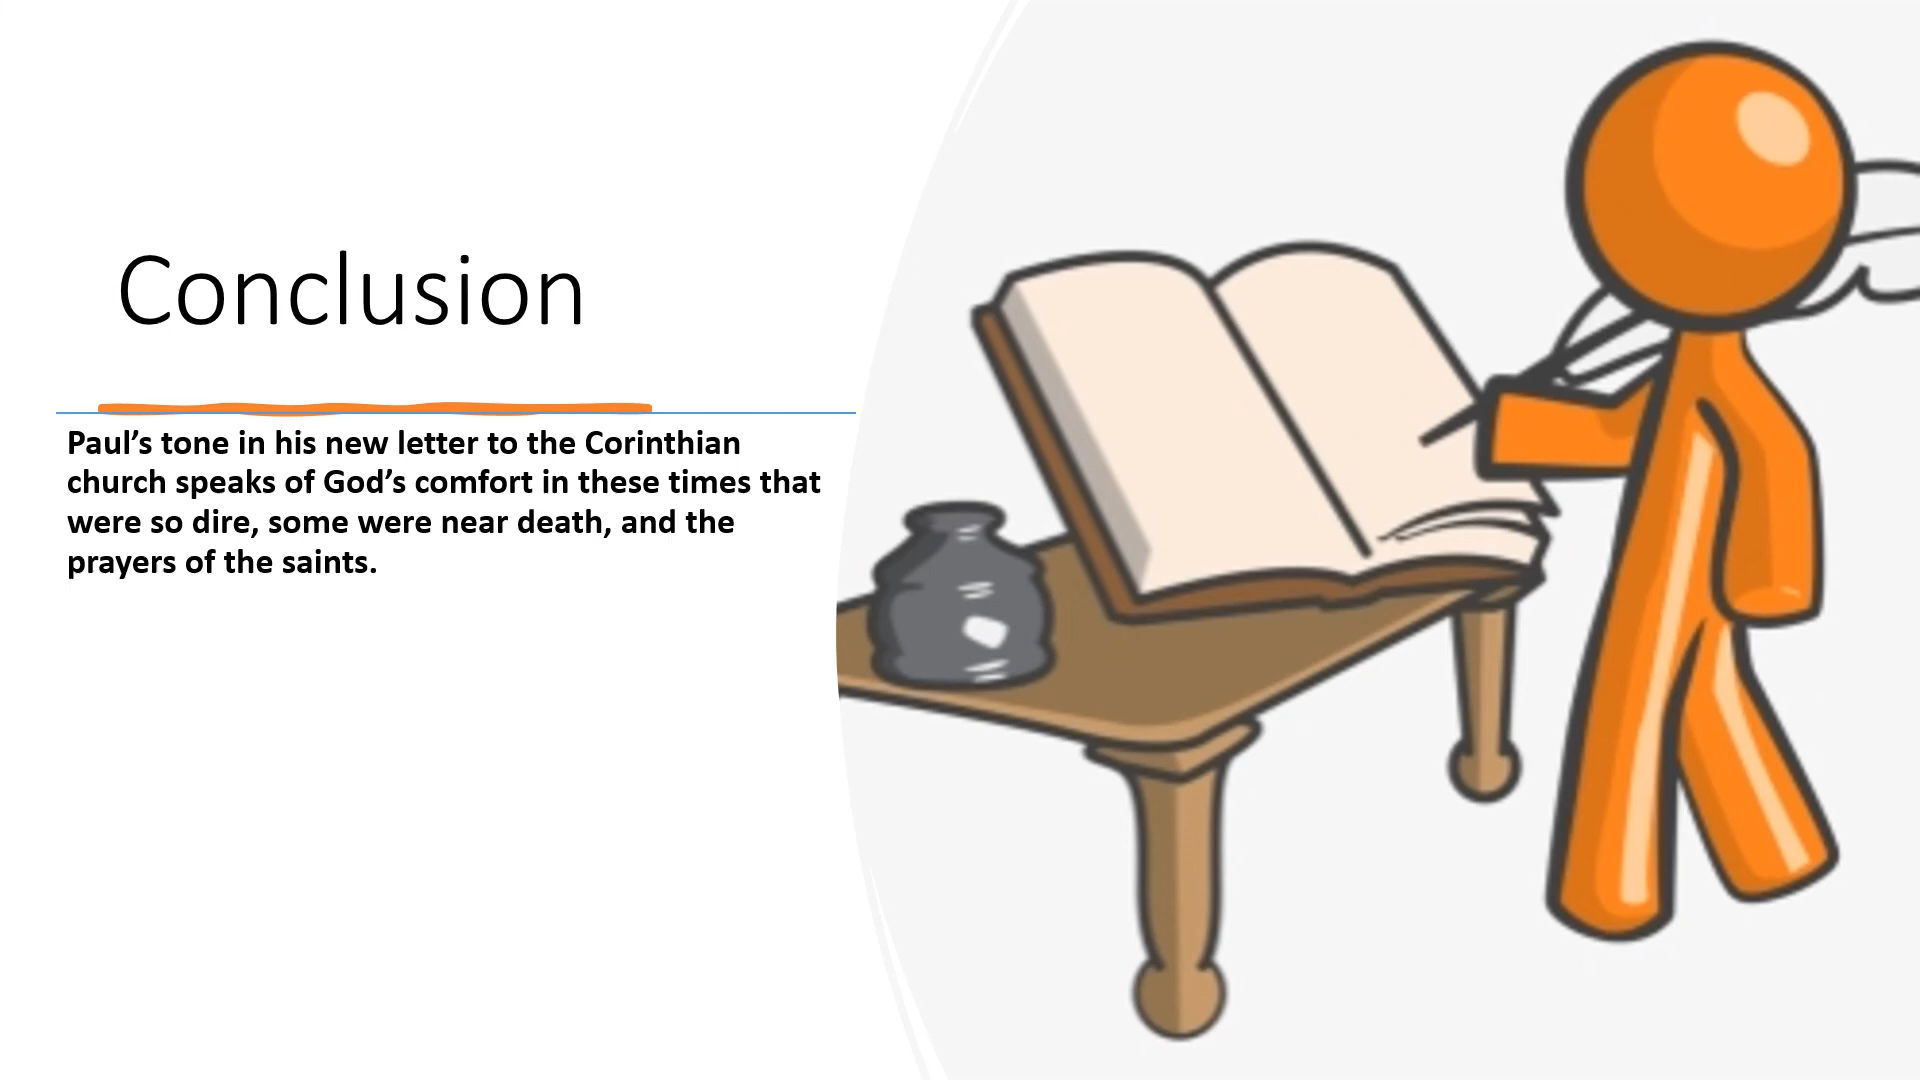 Conclusion
Paul’s tone in his new letter to the Corinthian
church speaks of God’s comfort in these times that
were so dire, some were near death, and the
prayers of the saints.